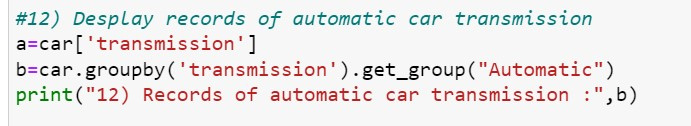 #12) Desplay records of automatic car transmission
a=car['transmission']
b=car.groupby('transmission').get_group("Automatic")
print("12) Records of automatic car transmission :",b)